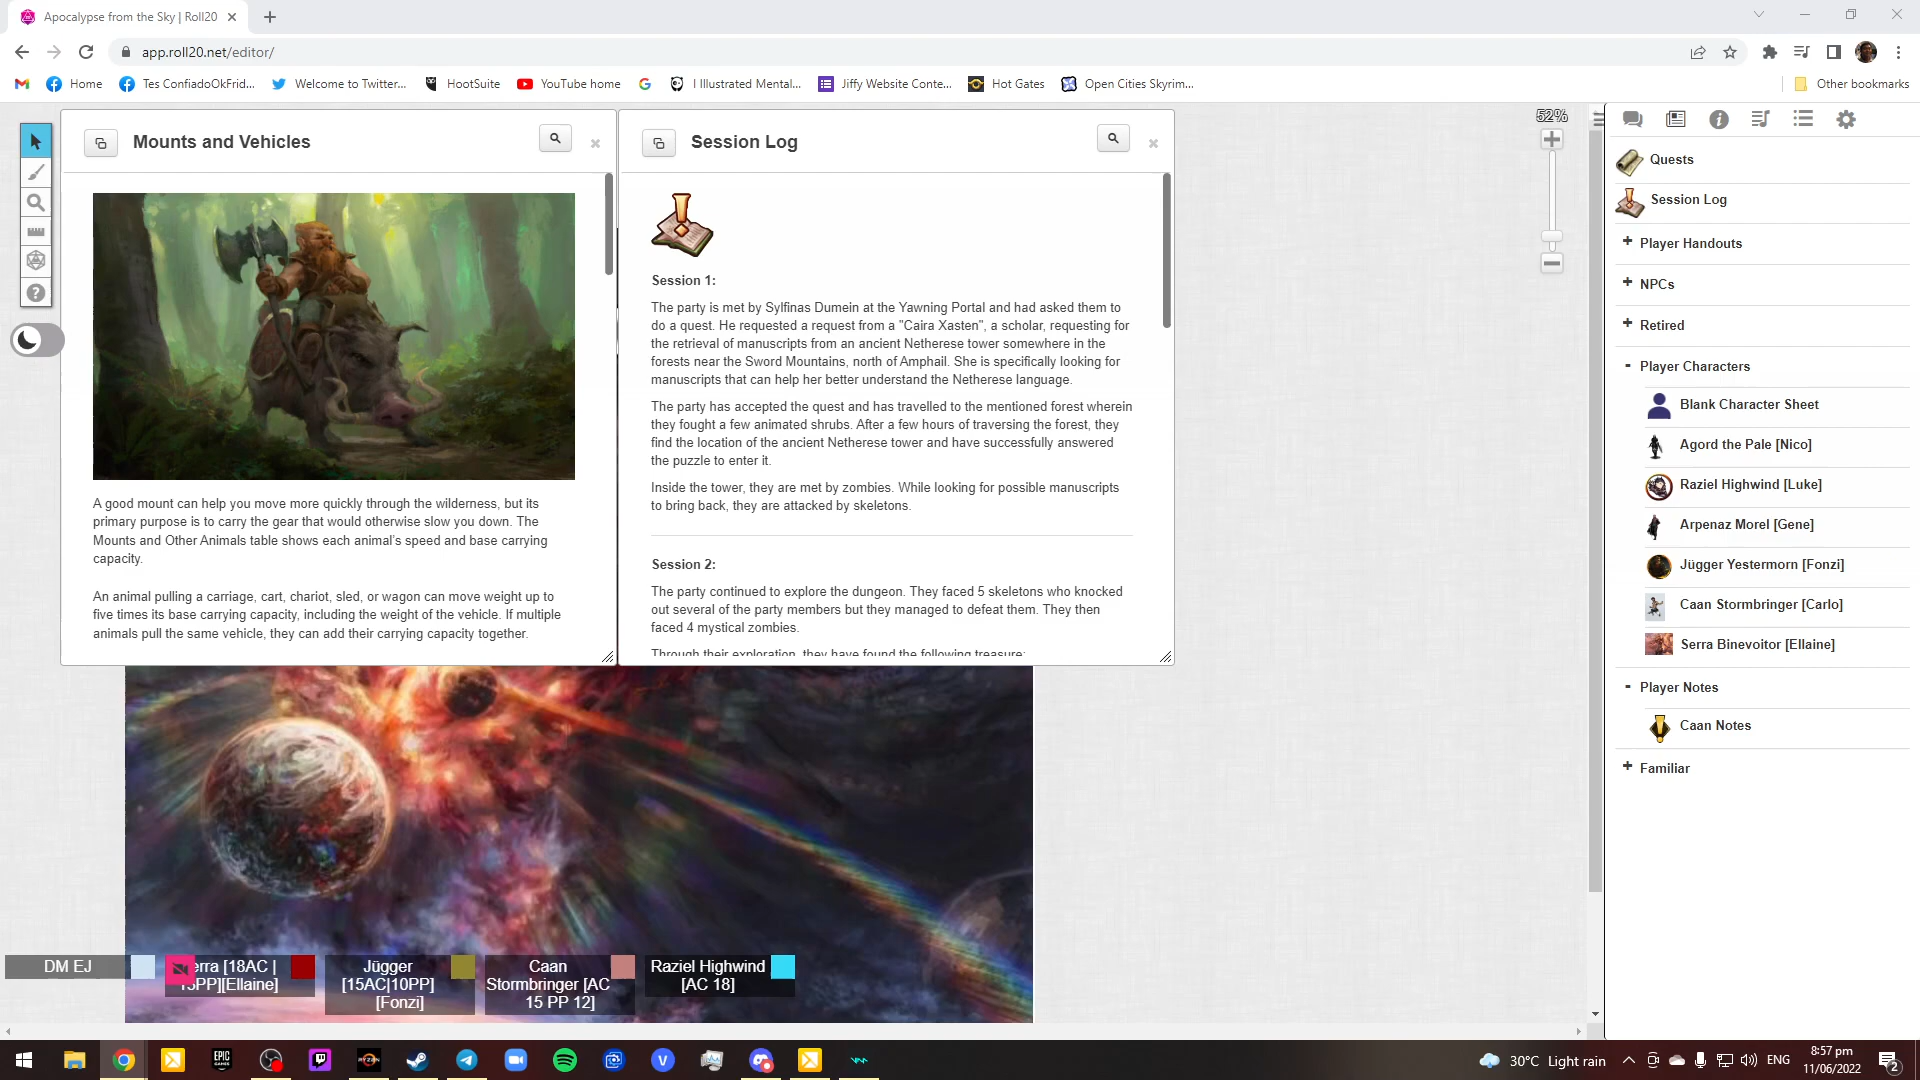 Apocalypse from the Sky | Roll20
app.roll20.net/editor/
Home
Tes ConfiadoOkFrid...
Welcome to Twitter...
HootSuite
YouTube home
I Illustrated Mental...
Jiffy Website Conte...
Hot Gates
Open Cities Skyrim...
Other bookmarks
Mounts and Vehicles
A good mount can help you move more quickly through the wilderness, but its
primary purpose is to carry the gear that would otherwise slow you down. The
Mounts and Other Animals table shows each animal's speed and base carrying
capacity.
An animal pulling a carriage, cart, chariot, sled, or wagon can move weight up to
five times its base carrying capacity, including the weight of the vehicle. If multiple
animals pull the same vehicle, they can add their carrying capacity together.
Session Log
Session 1:
The party is met by Sylfinas Dumein at the Yawning Portal and had asked them to
do a quest. He requested a request from a "Caira Xasten", a scholar, requesting for
the retrieval of manuscripts from an ancient Netherese tower somewhere in the
forests near the Sword Mountains, north of Amphail. She is specifically looking for
manuscripts that can help her better understand the Netherese language.
The party has accepted the quest and has travelled to the mentioned forest wherein
they fought a few animated shrubs. After a few hours of traversing the forest, they
find the location of the ancient Netherese tower and have successfully answered
the puzzle to enter it.
Inside the tower, they are met by zombies. While looking for possible manuscripts
to bring back, they are attacked by skeletons.
Session 2:
The party continued to explore the dungeon. They faced 5 skeletons who knocked
out several of the party members but they managed to defeat them. They then
faced 4 mystical zombies.
Through their exploration, they have found the following treasure:
52%
Quests
Session Log
Player Handouts
NPCs
Retired
Player Characters
Blank Character Sheet
Agord the Pale [Nico]
Raziel Highwind [Luke]
Arpenaz Morel [Gene]
Jügger Yestermorn [Fonzi]
Caan Stormbringer [Carlo]
Serra Binevoitor [Ellaine]
Player Notes
Caan Notes
Familiar
DM EJ
erra [18AC |
15PP][Ellaine]
Jügger
[15AC|10PP]
[Fonzi]
Caan
Stormbringer [AC
15 PP 12]
Raziel Highwind
[AC 18]
EPIC
GAMES
RYZEN
30°C Light rain
ENG
8:57 pm
11/06/2022
2